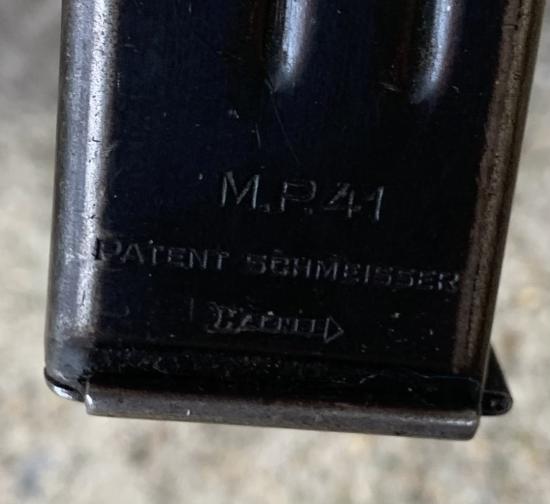 M.P.41
PATENT SCHMEISSER
HAENEL